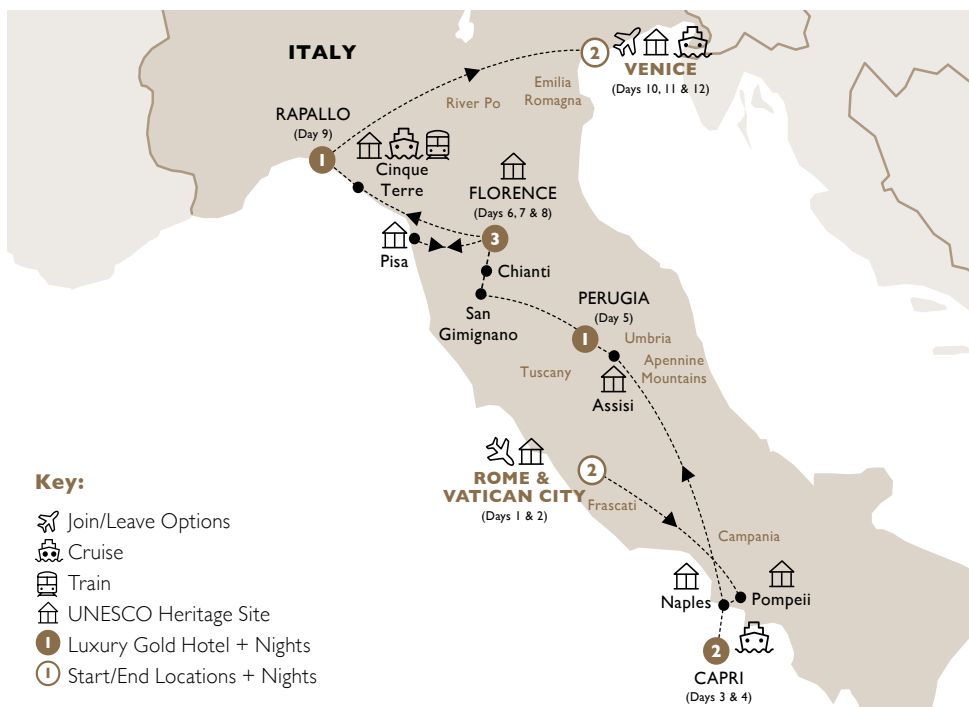 ITALY
2
VENICE
(Days 10, 11 & 12)
Emilia
Romagna
River Po
RAPALLO
(Day 9)
1
Cinque
Terre
FLORENCE
(Days 6, 7 & 8)
3
Pisa
Chianti
San
Gimignano
PERUGIA
(Day 5)
1
Umbria
Apennine
Mountains
Tuscany
Assisi
2
ROME &
VATICAN CITY
(Days 1 & 2)
Frascati
Campania
Naples
Pompeii
2
CAPRI
(Days 3 & 4)
Key:
Join/Leave Options
Cruise
Train
UNESCO Heritage Site
1 Luxury Gold Hotel + Nights
1 Start/End Locations + Nights